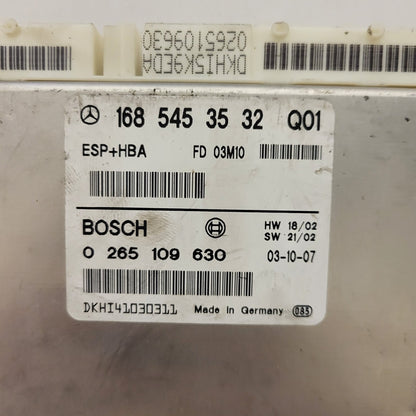 0265109630
DKHI5K9EDA
168 545 35 32 Q01
ESP+HBA FD 03M10
BOSCH HW 18/02
SW 21/02
0 265 109 630 03-10-07
DKHI41030311 Made in Germany 083